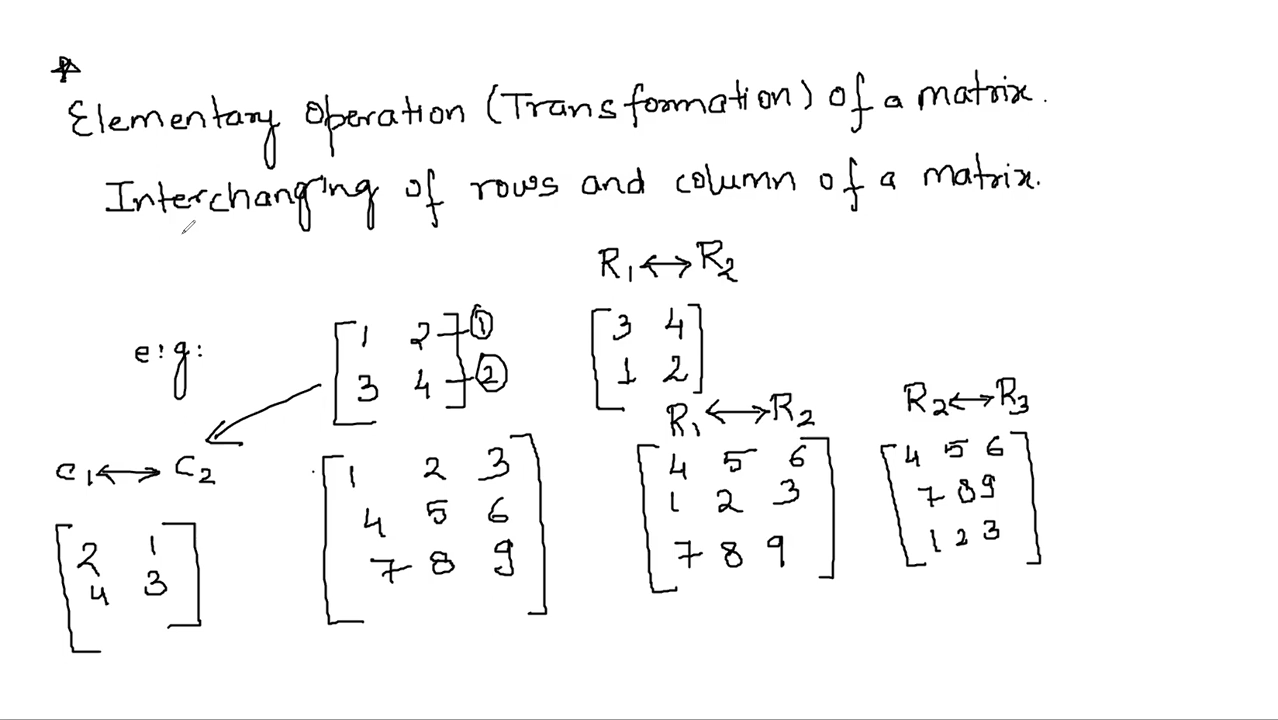 Elementary Operation (Transformation) of a matrix.
Interchanging of rows and column of a matrix.
R1 ↔ R2
e:g:
1 2 ①
3 4 ②
3 4
1 2
C1 ↔ C2
2 1
4 3
1 2 3
4 5 6
7 8 9
R1 ↔ R2
4 5 6
1 2 3
7 8 9
R2 ↔ R3
4 5 6
7 8 9
1 2 3